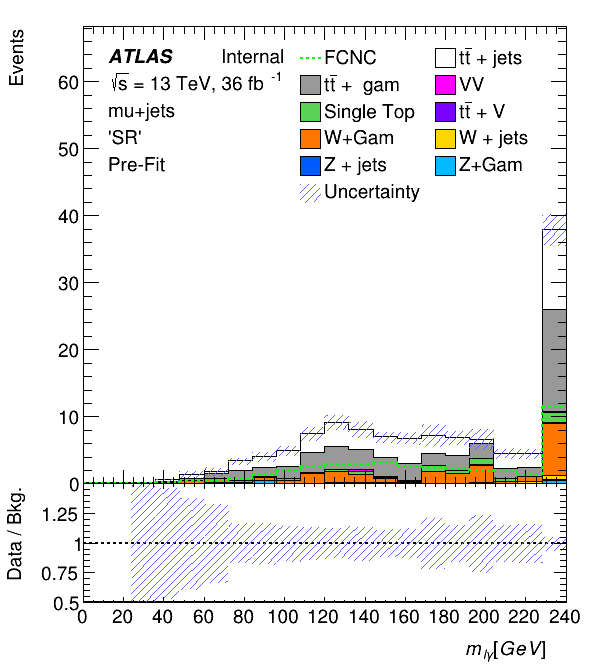 Events
ATLAS Internal
√s = 13 TeV, 36 fb -1
mu+jets
'SR'
Pre-Fit
FCNC
tt̄ + jets
tt̄ + gam
VV
Single Top
tt̄ + V
W+Gam
W + jets
Z + jets
Z+Gam
Uncertainty
60
50
40
30
20
10
0
Data / Bkg.
1.25
1
0.75
0.5
0 20 40 60 80 100 120 140 160 180 200 220 240
m_lγ[GeV]